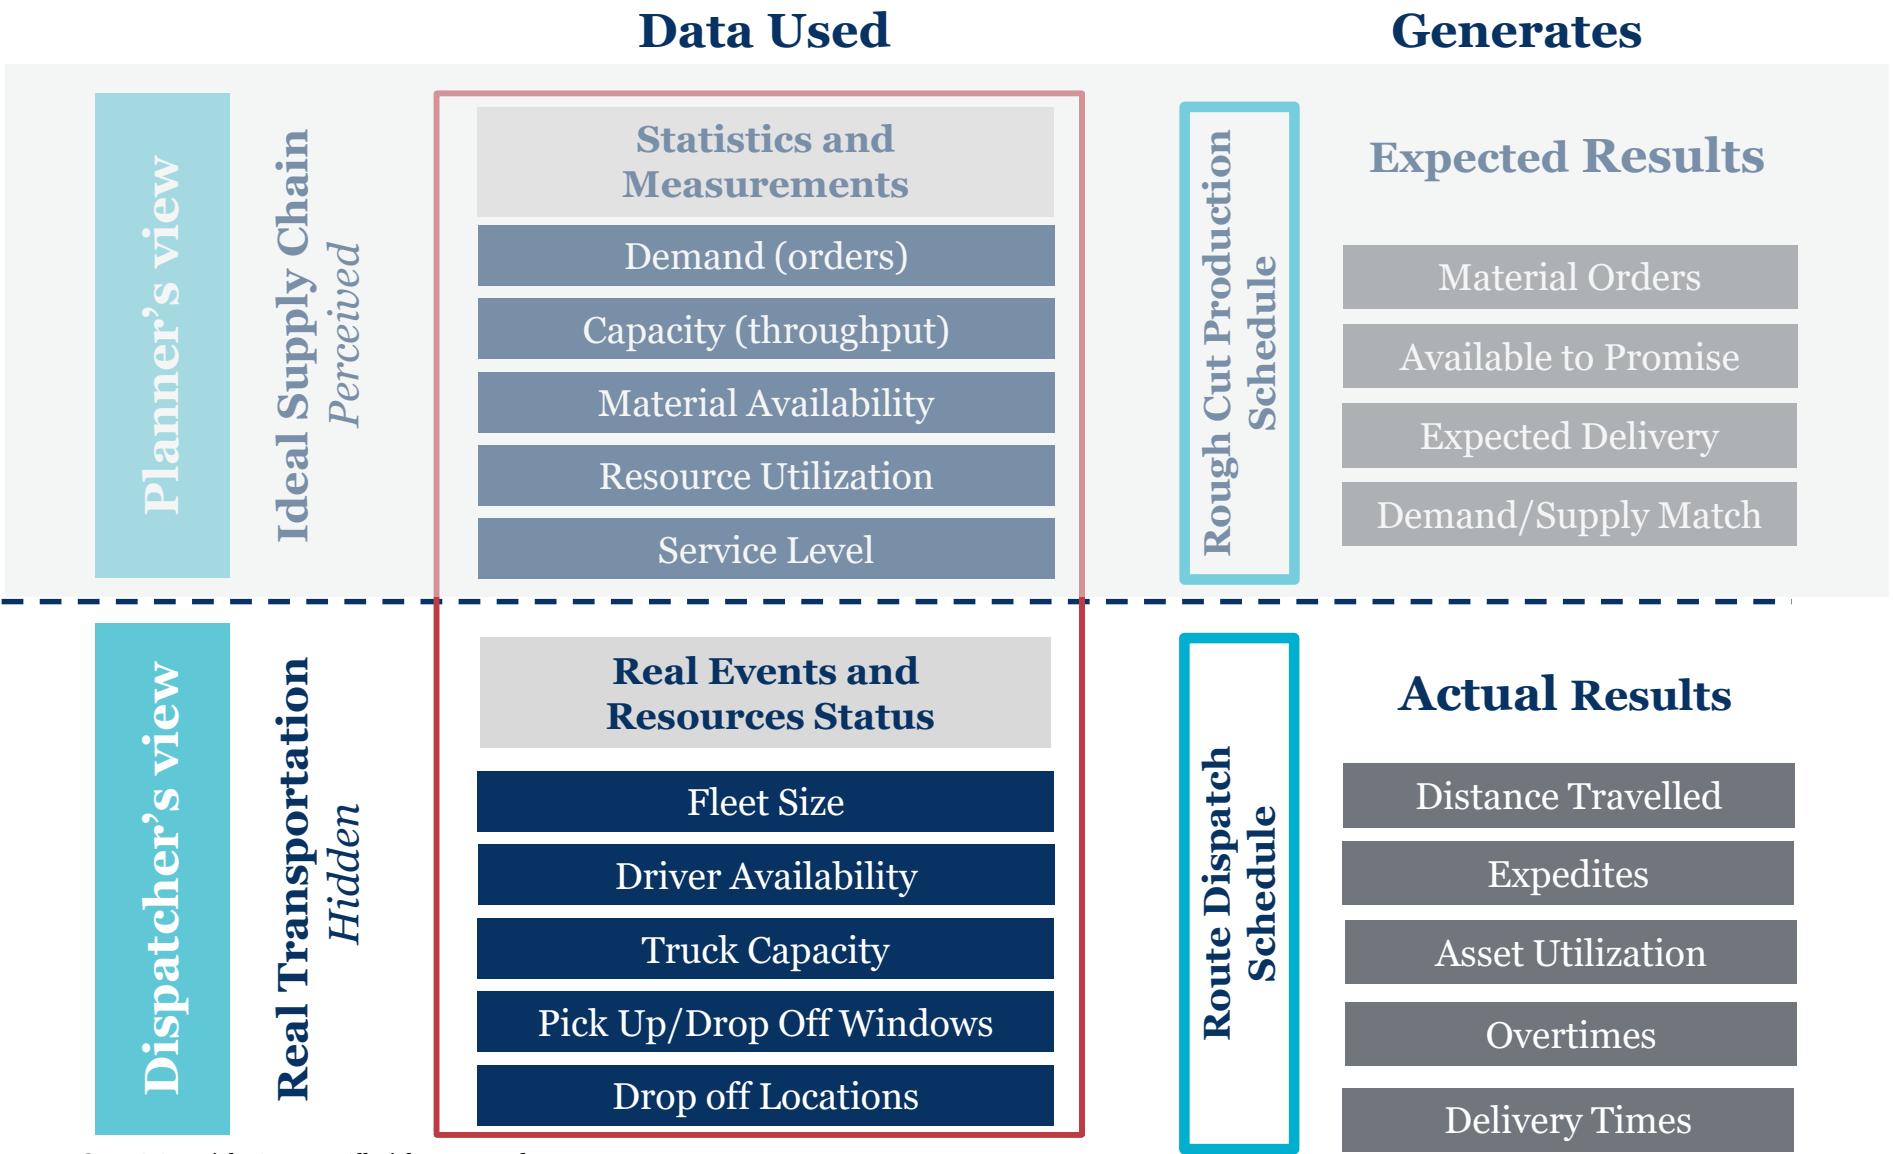 Data Used
Generates
Planner's view
Ideal Supply Chain
Perceived
Statistics and
Measurements
Demand (orders)
Capacity (throughput)
Material Availability
Resource Utilization
Service Level
Rough Cut Production
Schedule
Expected Results
Material Orders
Available to Promise
Expected Delivery
Demand/Supply Match
Dispatcher's view
Real Transportation
Hidden
Real Events and
Resources Status
Fleet Size
Driver Availability
Truck Capacity
Pick Up/Drop Off Windows
Drop off Locations
Route Dispatch
Schedule
Actual Results
Distance Travelled
Expedites
Asset Utilization
Overtimes
Delivery Times